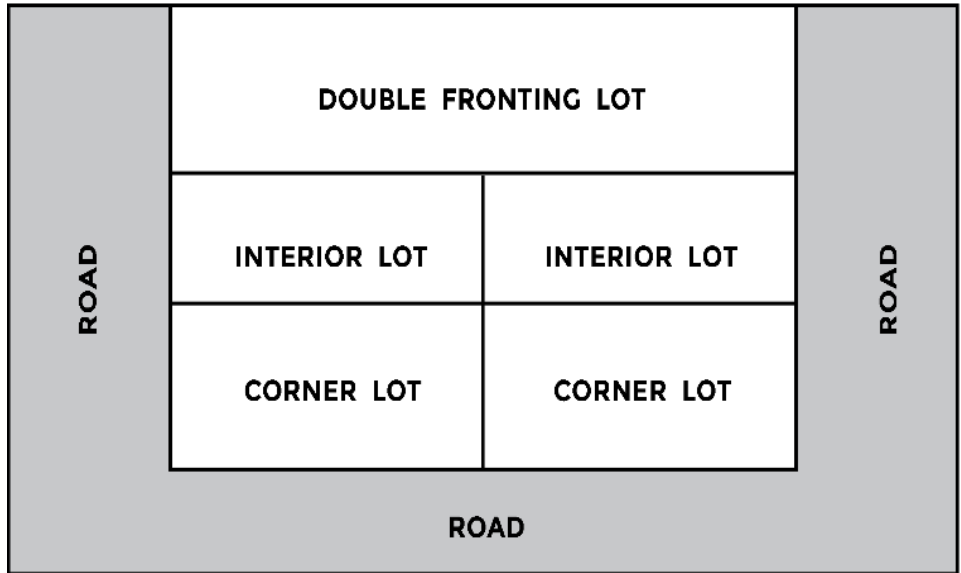 DOUBLE FRONTING LOT
ROAD
INTERIOR LOT
INTERIOR LOT
ROAD
CORNER LOT
CORNER LOT
ROAD